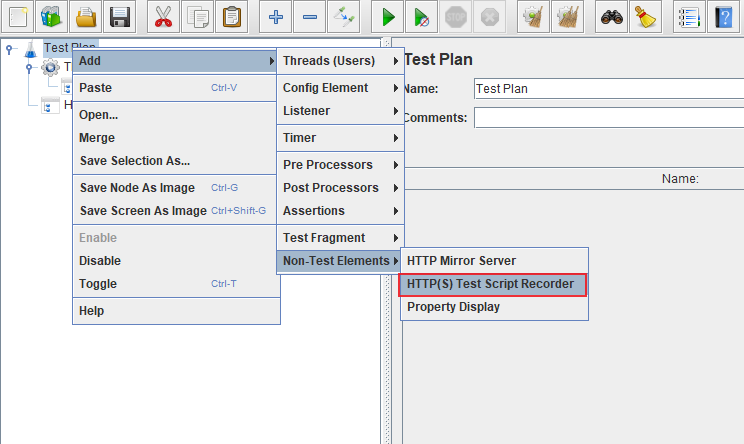 Test Plan
T
H
Add
Paste Ctrl-V
Open...
Merge
Save Selection As...
Save Node As Image Ctrl-G
Save Screen As Image Ctrl+Shift-G
Enable
Disable
Toggle Ctrl-T
Help
Threads (Users)
Config Element
Listener
Timer
Pre Processors
Post Processors
Assertions
Test Fragment
Non-Test Elements
HTTP Mirror Server
HTTP(S) Test Script Recorder
Property Display
Test Plan
Name: Test Plan
Comments:
Name: